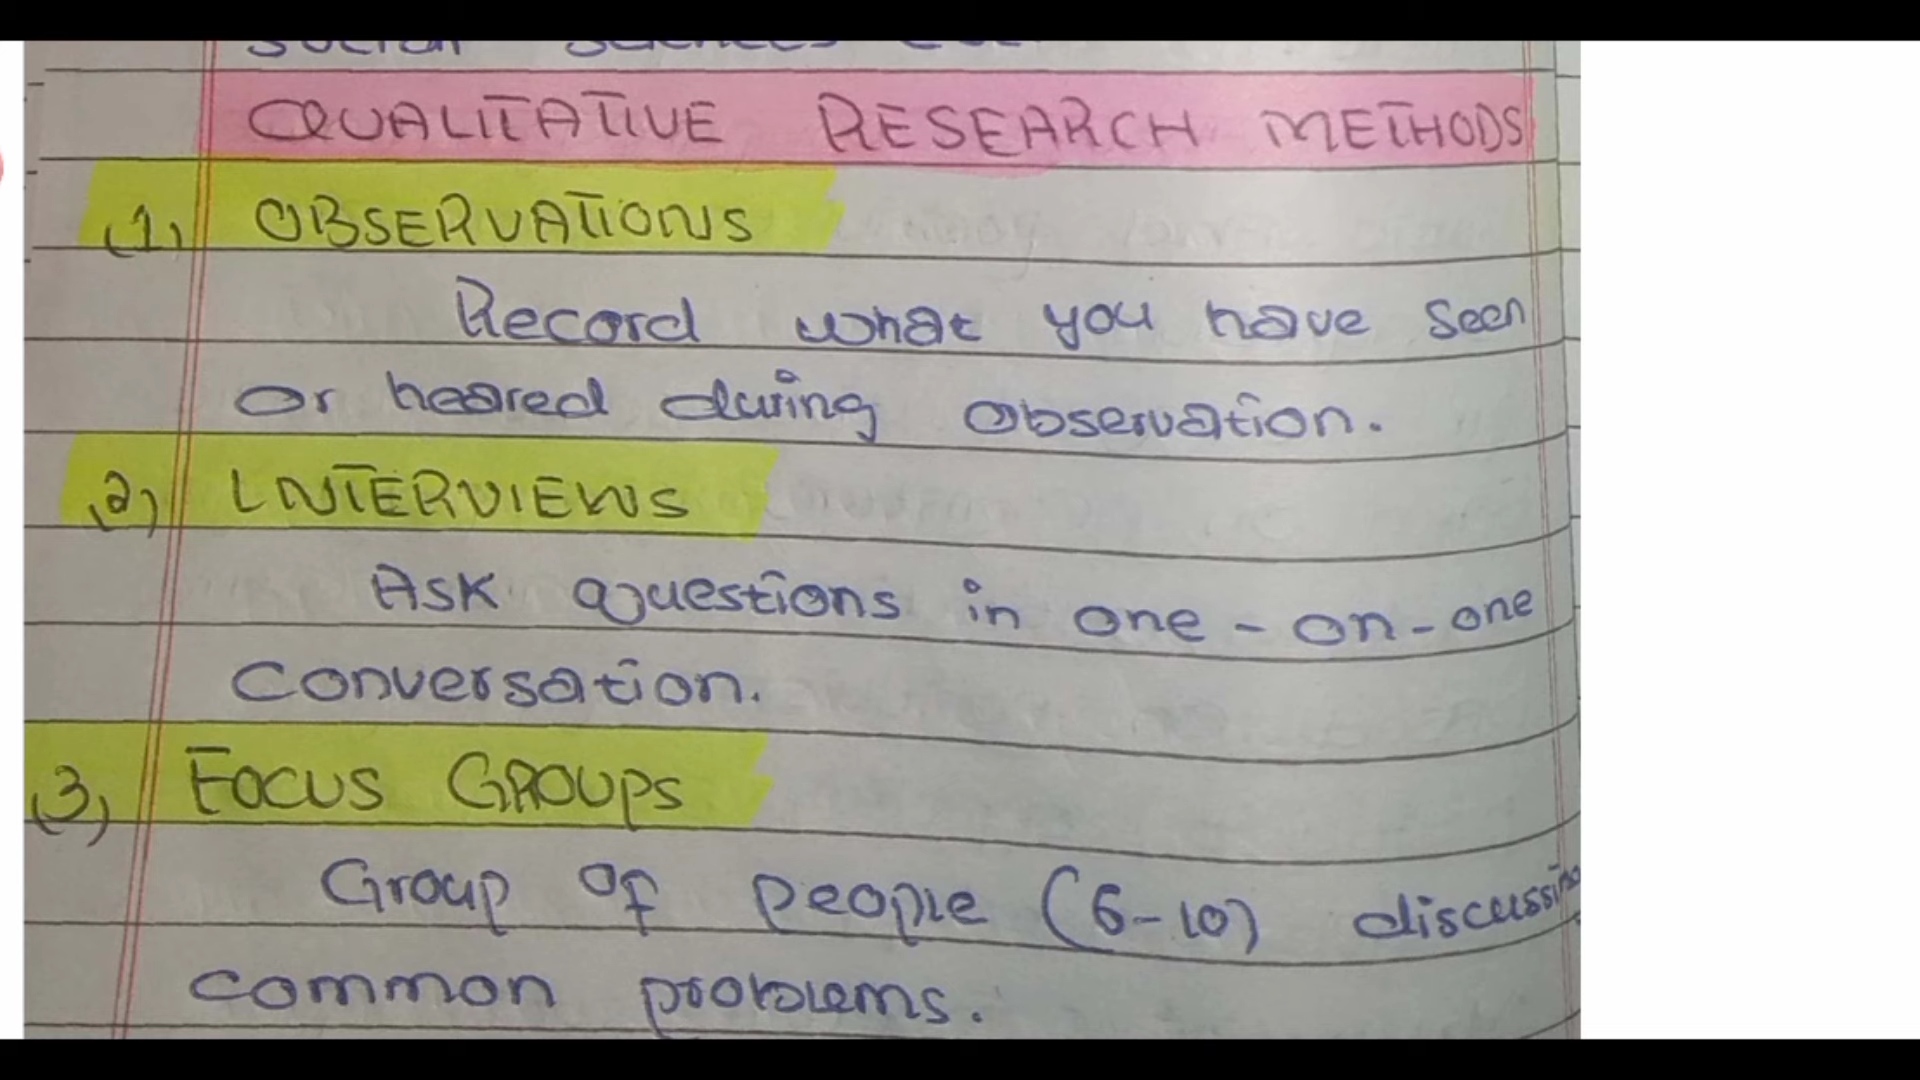 QUALITATIVE RESEARCH METHODS
(1) OBSERVATIONS
Record what you have seen
or heared during observation.
(2) INTERVIEWS
Ask questions in one-on-one
conversation.
(3) FOCUS GROUPS
Group of people (6-10) discussing
common problems.